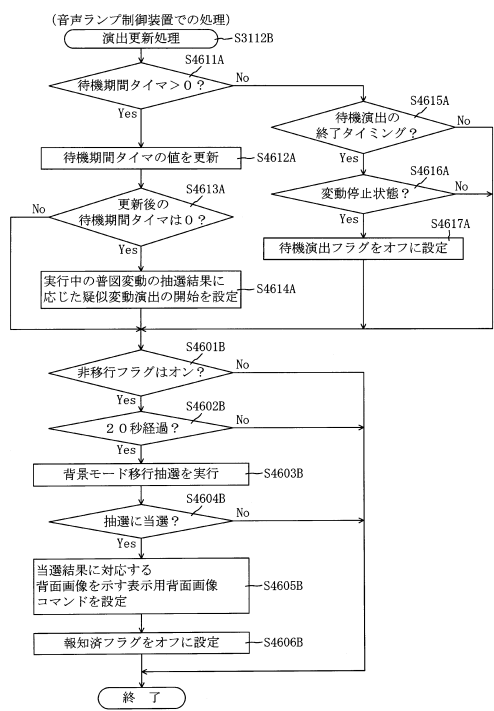 (音声ランプ制御装置での処理)
演出更新処理
S3112B
S4611A
待機期間タイマ>0?
No
Yes
S4615A
待機演出の
終了タイミング?
No
Yes
待機期間タイマの値を更新
S4612A
S4616A
変動停止状態?
No
Yes
S4613A
更新後の
待機期間タイマは0?
No
Yes
S4617A
待機演出フラグをオフに設定
実行中の普図変動の抽選結果に
応じた疑似変動演出の開始を設定
S4614A
S4601B
非移行フラグはオン?
No
Yes
S4602B
20秒経過?
No
Yes
背景モード移行抽選を実行
S4603B
S4604B
抽選に当選?
No
Yes
当選結果に対応する
背面画像を示す表示用背面画像
コマンドを設定
S4605B
報知済フラグをオフに設定
S4606B
終 了